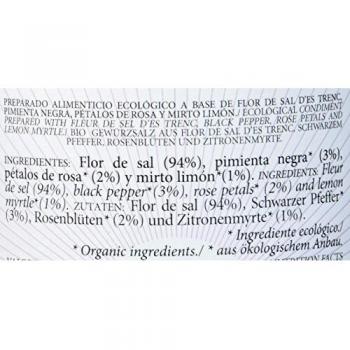 PREPARADO ALIMENTICIO ECOLÓGICO A BASE DE FLOR DE SAL D'ES TRENC,
PIMIENTA NEGRA, PÉTALOS DE ROSA Y MIRTO LIMÓN./ECOLOGICAL CONDIMENT
PREPARED WITH FLEUR DE SEL D'ES TRENC, BLACK PEPPER, ROSE PETALS AND
LEMON MYRTLE./ BIO GEWÜRZSALZ AUS FLOR DE SAL D'ES TRENC, SCHWARZEM
PFEFFER, ROSENBLÜTEN UND ZITRONENMYRTE.
INGREDIENTES: Flor de sal (94%), pimienta negra* (3%),
pétalos de rosa* (2%) y mirto limón*(1%). INGREDIENTS: Fleur
de sel (94%), black pepper*(3%), rose petals* (2%) and lemon
myrtle*(1%). ZUTATEN: Flor de sal (94%), Schwarzer Pfeffer*
(3%), Rosenblüten* (2%) und Zitronenmyrte*(1%).
* Ingrediente ecológico./
* Organic ingredients./ * aus ökologischem Anbau.